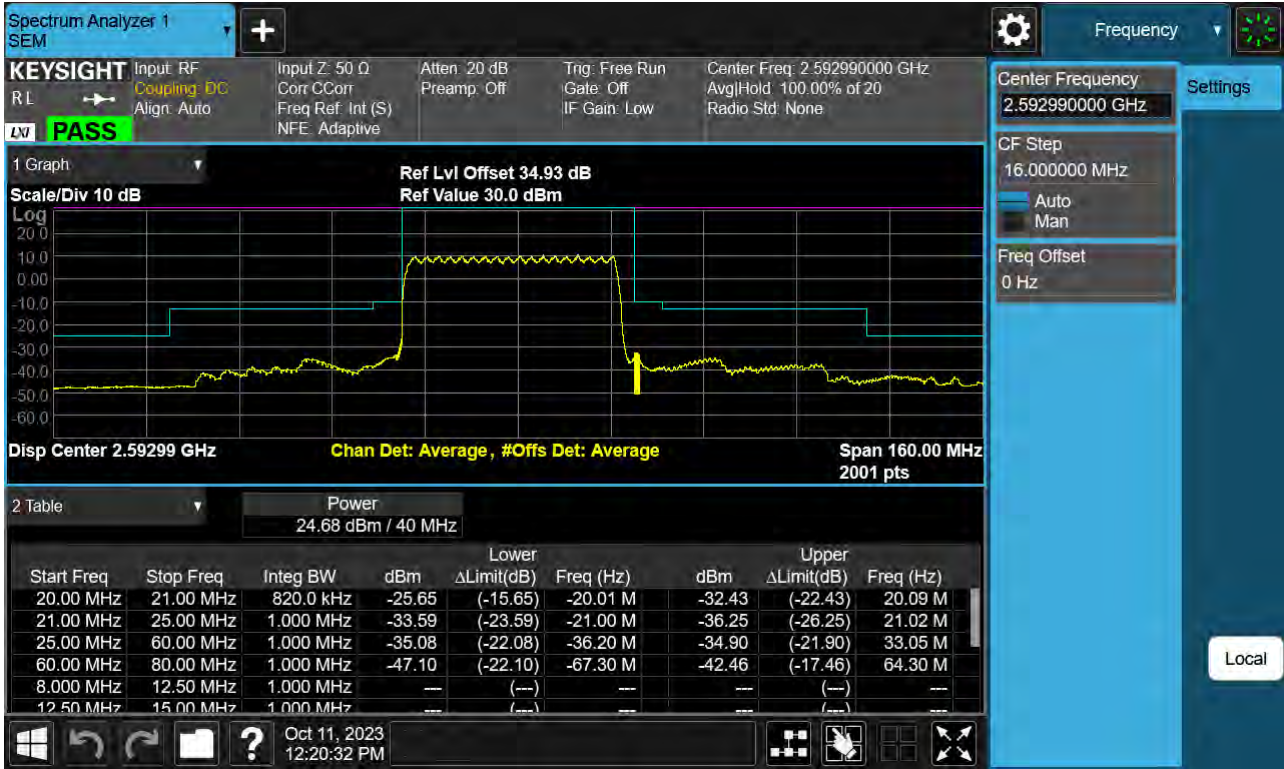 Spectrum Analyzer 1
SEM
+
Frequency
KEYSIGHT
R L
LXI
PASS
Input: RF
Coupling: DC
Align: Auto
Input Z: 50 Ω
Corr CCorr
Freq Ref: Int (S)
NFE: Adaptive
Atten: 20 dB
Preamp: Off
Trig: Free Run
Gate: Off
IF Gain: Low
Center Freq: 2.592990000 GHz
Avg|Hold: 100.00% of 20
Radio Std: None
Center Frequency
2.592990000 GHz
Settings
CF Step
16.000000 MHz
Auto
Man
Freq Offset
0 Hz
Local
1 Graph
Scale/Div 10 dB
Ref Lvl Offset 34.93 dB
Ref Value 30.0 dBm
Log
20.0
10.0
0.00
-10.0
-20.0
-30.0
-40.0
-50.0
-60.0
Disp Center 2.59299 GHz
Chan Det: Average, #Offs Det: Average
Span 160.00 MHz
2001 pts
2 Table
Power
24.68 dBm / 40 MHz
Lower Upper
Start Freq Stop Freq Integ BW dBm ΔLimit(dB) Freq (Hz) dBm ΔLimit(dB) Freq (Hz)
20.00 MHz 21.00 MHz 820.0 kHz -25.65 (-15.65) -20.01 M -32.43 (-22.43) 20.09 M
21.00 MHz 25.00 MHz 1.000 MHz -33.59 (-23.59) -21.00 M -36.25 (-26.25) 21.02 M
25.00 MHz 60.00 MHz 1.000 MHz -35.08 (-22.08) -36.20 M -34.90 (-21.90) 33.05 M
60.00 MHz 80.00 MHz 1.000 MHz -47.10 (-22.10) -67.30 M -42.46 (-17.46) 64.30 M
8.000 MHz 12.50 MHz 1.000 MHz --- (---) --- --- (---) ---
12.50 MHz 15.00 MHz 1.000 MHz --- (---) --- --- (---) ---
?
Oct 11, 2023
12:20:32 PM